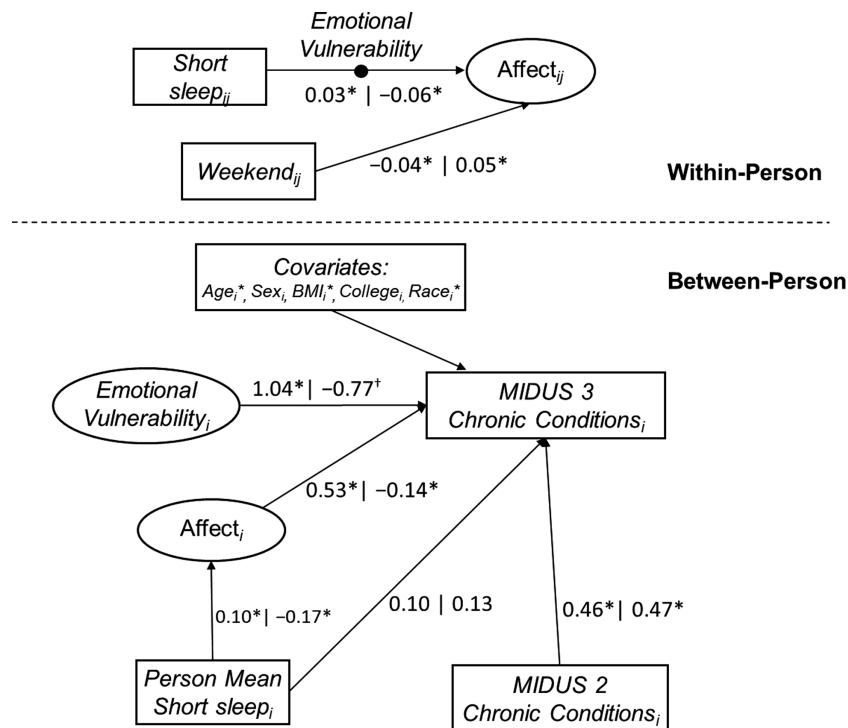 Emotional
Vulnerability
Short
sleepij
Affectij
0.03* | −0.06*
Weekendij
−0.04* | 0.05*
Within-Person
Covariates:
Agei*, Sexi, BMIi*, Collegei, Racei*
Between-Person
Emotional
Vulnerabilityi
1.04* | −0.77†
MIDUS 3
Chronic Conditionsi
0.53* | −0.14*
Affecti
0.10* | −0.17*
0.10 | 0.13
0.46* | 0.47*
Person Mean
Short sleepi
MIDUS 2
Chronic Conditionsi